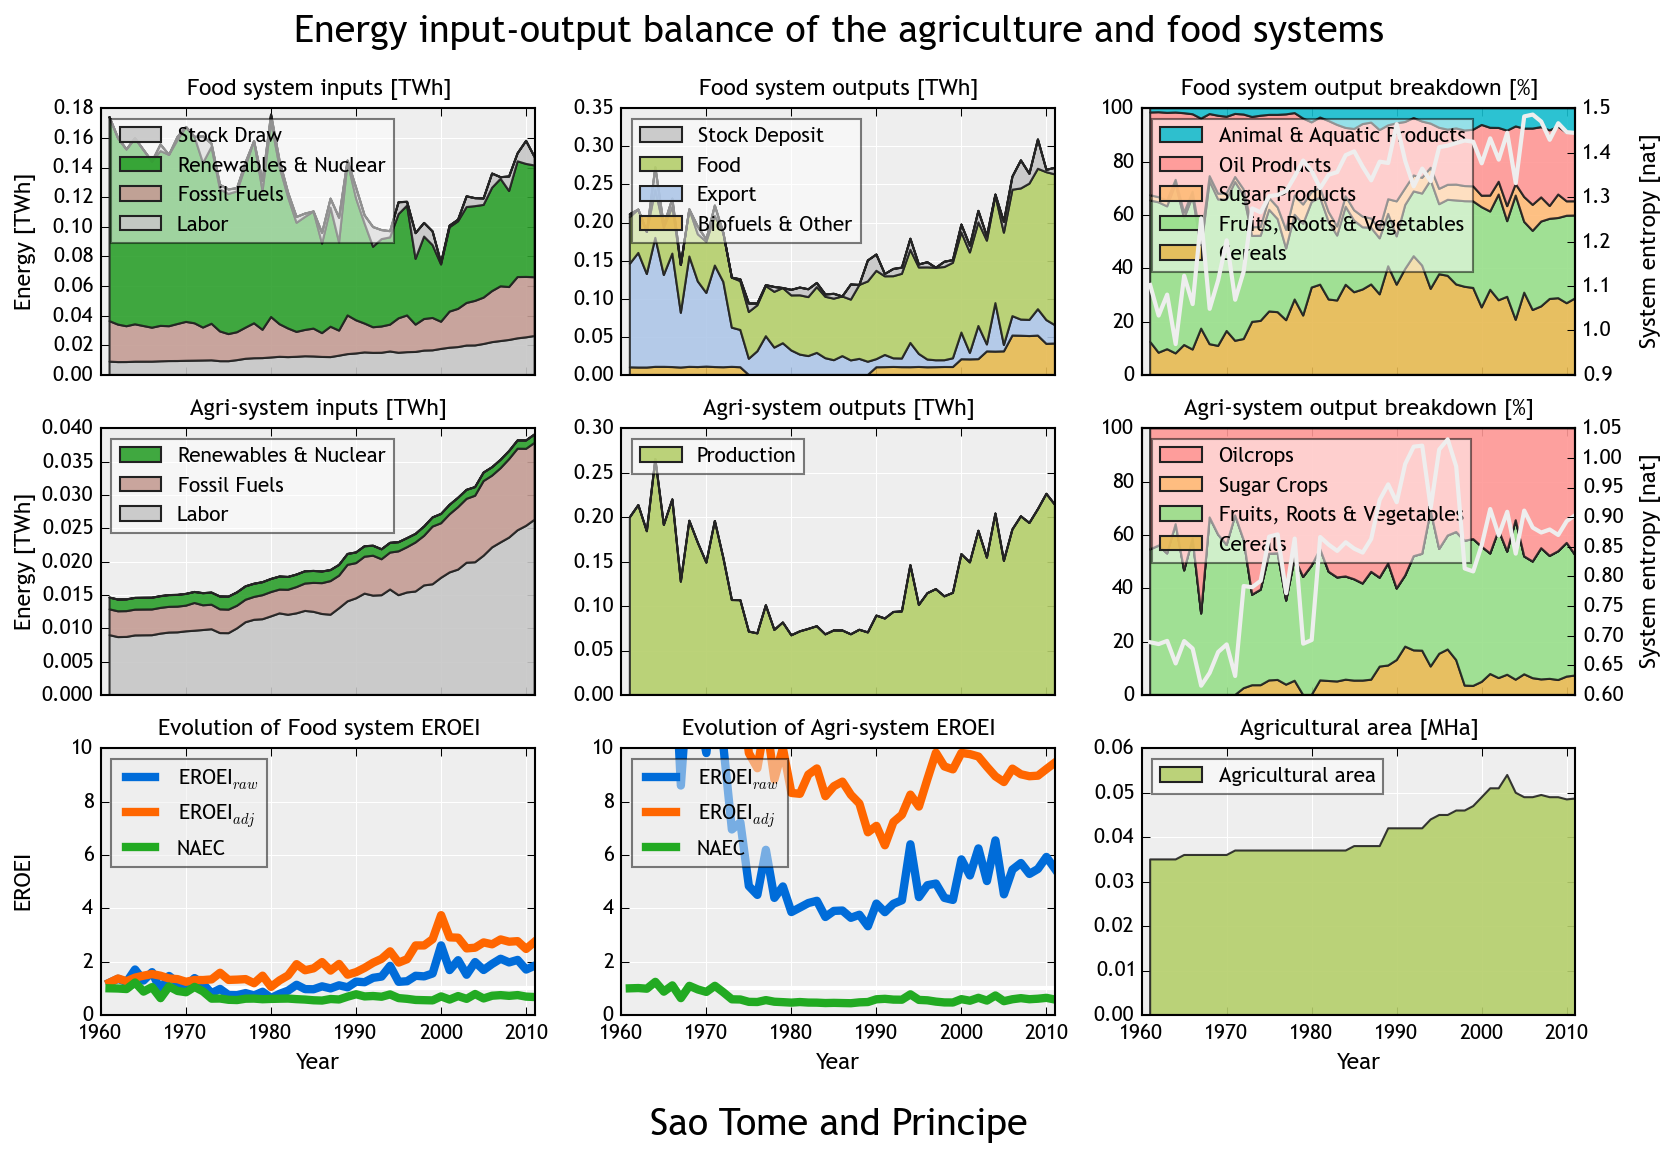 Energy input-output balance of the agriculture and food systems
Food system inputs [TWh]
Energy [TWh]
0.18
0.16
0.14
0.12
0.10
0.08
0.06
0.04
0.02
0.00
Stock Draw
Renewables & Nuclear
Fossil Fuels
Labor
Food system outputs [TWh]
0.35
0.30
0.25
0.20
0.15
0.10
0.05
0.00
Stock Deposit
Food
Export
Biofuels & Other
Food system output breakdown [%]
100
80
60
40
20
0
Animal & Aquatic Products
Oil Products
Sugar Products
Fruits, Roots & Vegetables
Cereals
1.5
1.4
1.3
1.2
1.1
1.0
0.9
System entropy [nat]
Agri-system inputs [TWh]
Energy [TWh]
0.040
0.035
0.030
0.025
0.020
0.015
0.010
0.005
0.000
Renewables & Nuclear
Fossil Fuels
Labor
Agri-system outputs [TWh]
0.30
0.25
0.20
0.15
0.10
0.05
0.00
Production
Agri-system output breakdown [%]
100
80
60
40
20
0
Oilcrops
Sugar Crops
Fruits, Roots & Vegetables
Cereals
1.05
1.00
0.95
0.90
0.85
0.80
0.75
0.70
0.65
0.60
System entropy [nat]
Evolution of Food system EROEI
EROEI
10
8
6
4
2
0
EROEIraw
EROEIadj
NAEC
1960 1970 1980 1990 2000 2010
Year
Evolution of Agri-system EROEI
10
8
6
4
2
0
EROEIraw
EROEIadj
NAEC
1960 1970 1980 1990 2000 2010
Year
Agricultural area [MHa]
0.06
0.05
0.04
0.03
0.02
0.01
0.00
Agricultural area
1960 1970 1980 1990 2000 2010
Year
Sao Tome and Principe